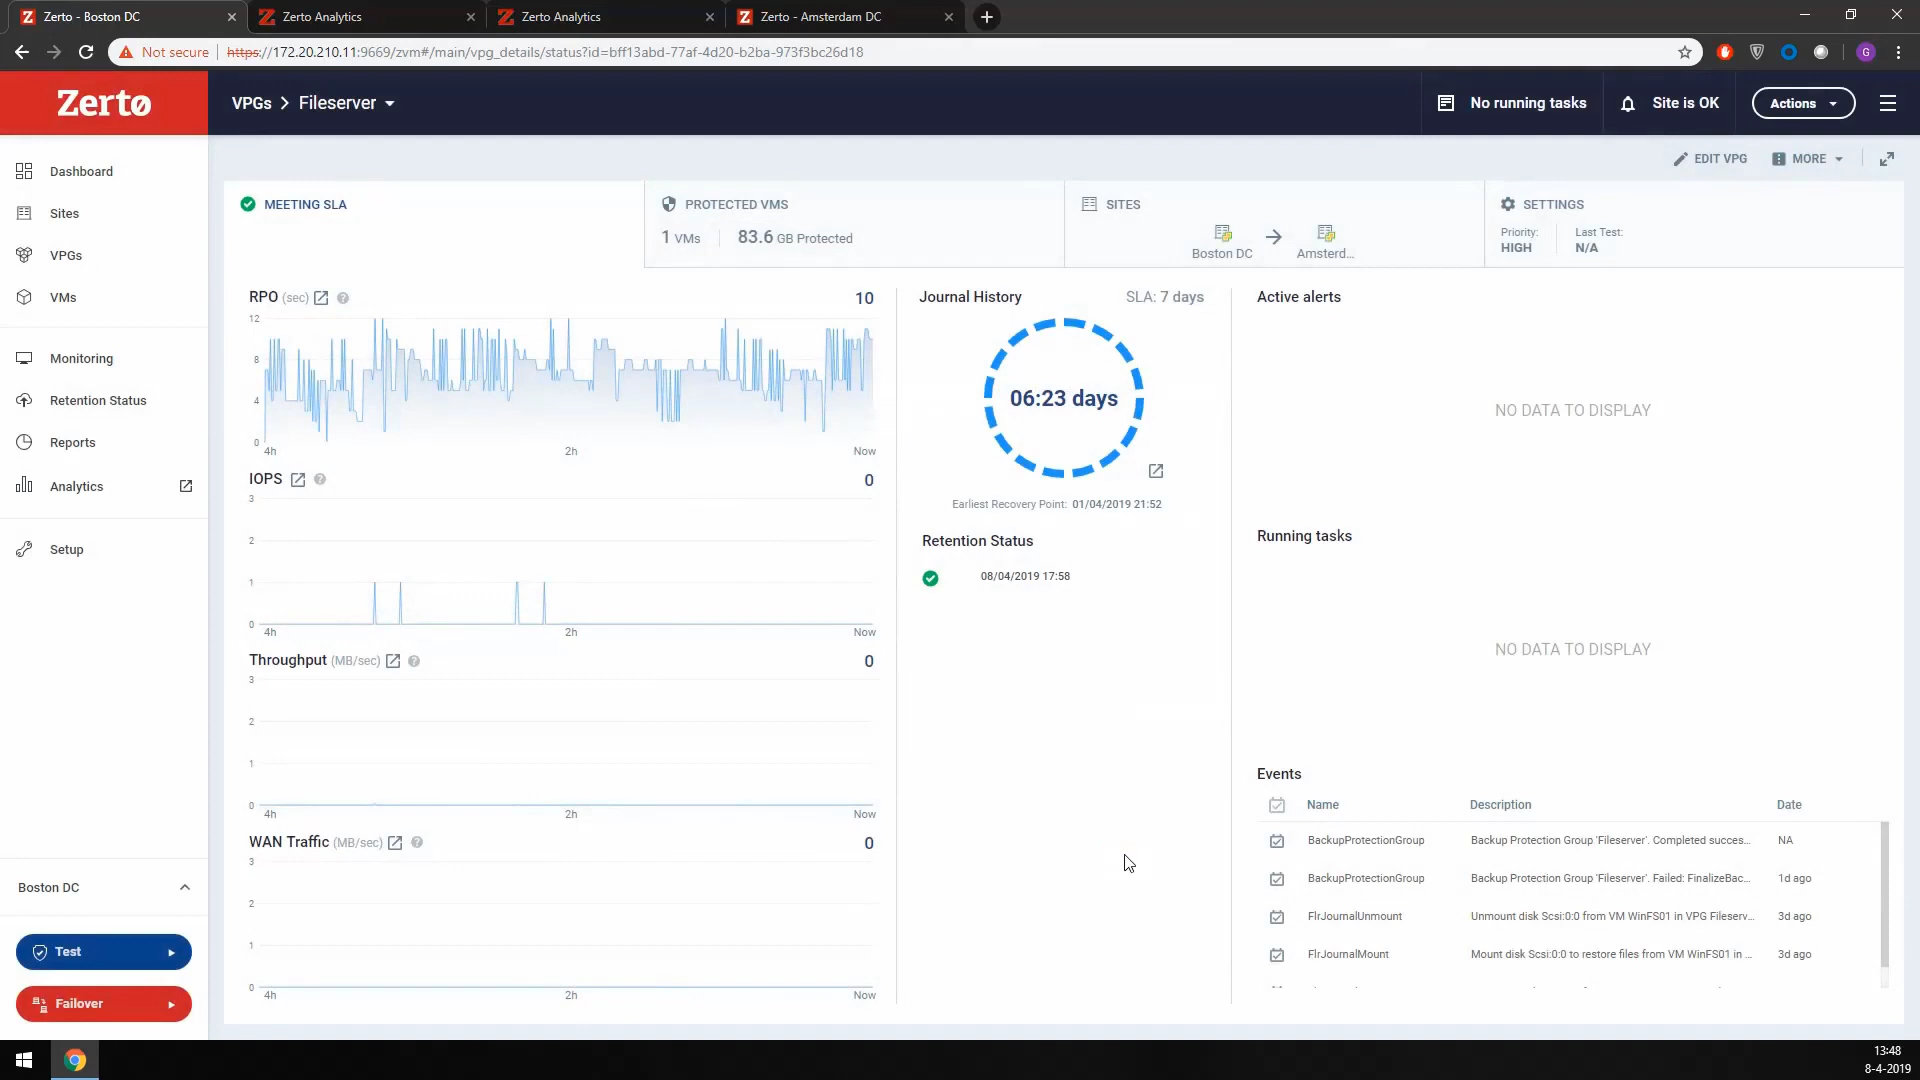 Zerto - Boston DC
Zerto Analytics
Zerto Analytics
Zerto - Amsterdam DC
Not secure
https://172.20.210.11:9669/zvm#/main/vpg_details/status?id=bff13abd-77af-4d20-b2ba-973f3bc26d18
G
Zerto
VPGs > Fileserver
No running tasks
Site is OK
Actions
EDIT VPG
MORE
Dashboard
Sites
VPGs
VMs
Monitoring
Retention Status
Reports
Analytics
Setup
Boston DC
Test
Failover
MEETING SLA
PROTECTED VMS
1 VMs
83.6 GB Protected
SITES
Boston DC
Amsterd...
SETTINGS
Priority:
HIGH
Last Test:
N/A
RPO (sec)
10
12
8
4
0
4h
2h
Now
IOPS
0
3
2
1
0
4h
2h
Now
Throughput (MB/sec)
0
3
2
1
0
4h
2h
Now
WAN Traffic (MB/sec)
0
3
2
1
0
4h
2h
Now
Journal History
SLA: 7 days
06:23 days
Earliest Recovery Point: 01/04/2019 21:52
Retention Status
08/04/2019 17:58
Active alerts
NO DATA TO DISPLAY
Running tasks
NO DATA TO DISPLAY
Events
Name Description Date
BackupProtectionGroup Backup Protection Group 'Fileserver'. Completed succes... NA
BackupProtectionGroup Backup Protection Group 'Fileserver'. Failed: FinalizeBac... 1d ago
FlrJournalUnmount Unmount disk Scsi:0:0 from VM WinFS01 in VPG Fileserv... 3d ago
FlrJournalMount Mount disk Scsi:0:0 to restore files from VM WinFS01 in ... 3d ago
13:48
8-4-2019